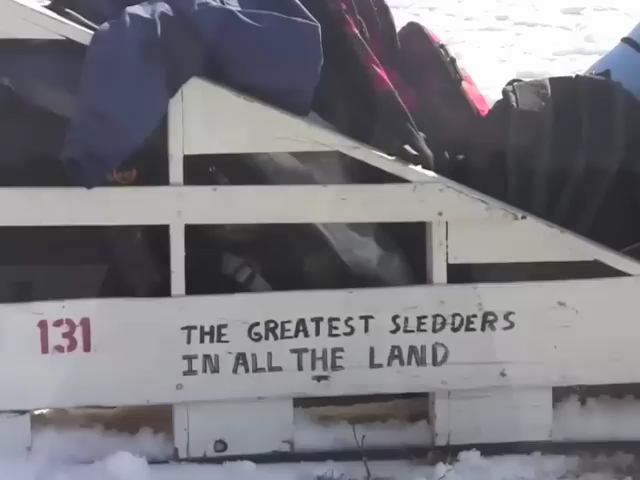 131
THE GREATEST SLEDDERS
IN ALL THE LAND